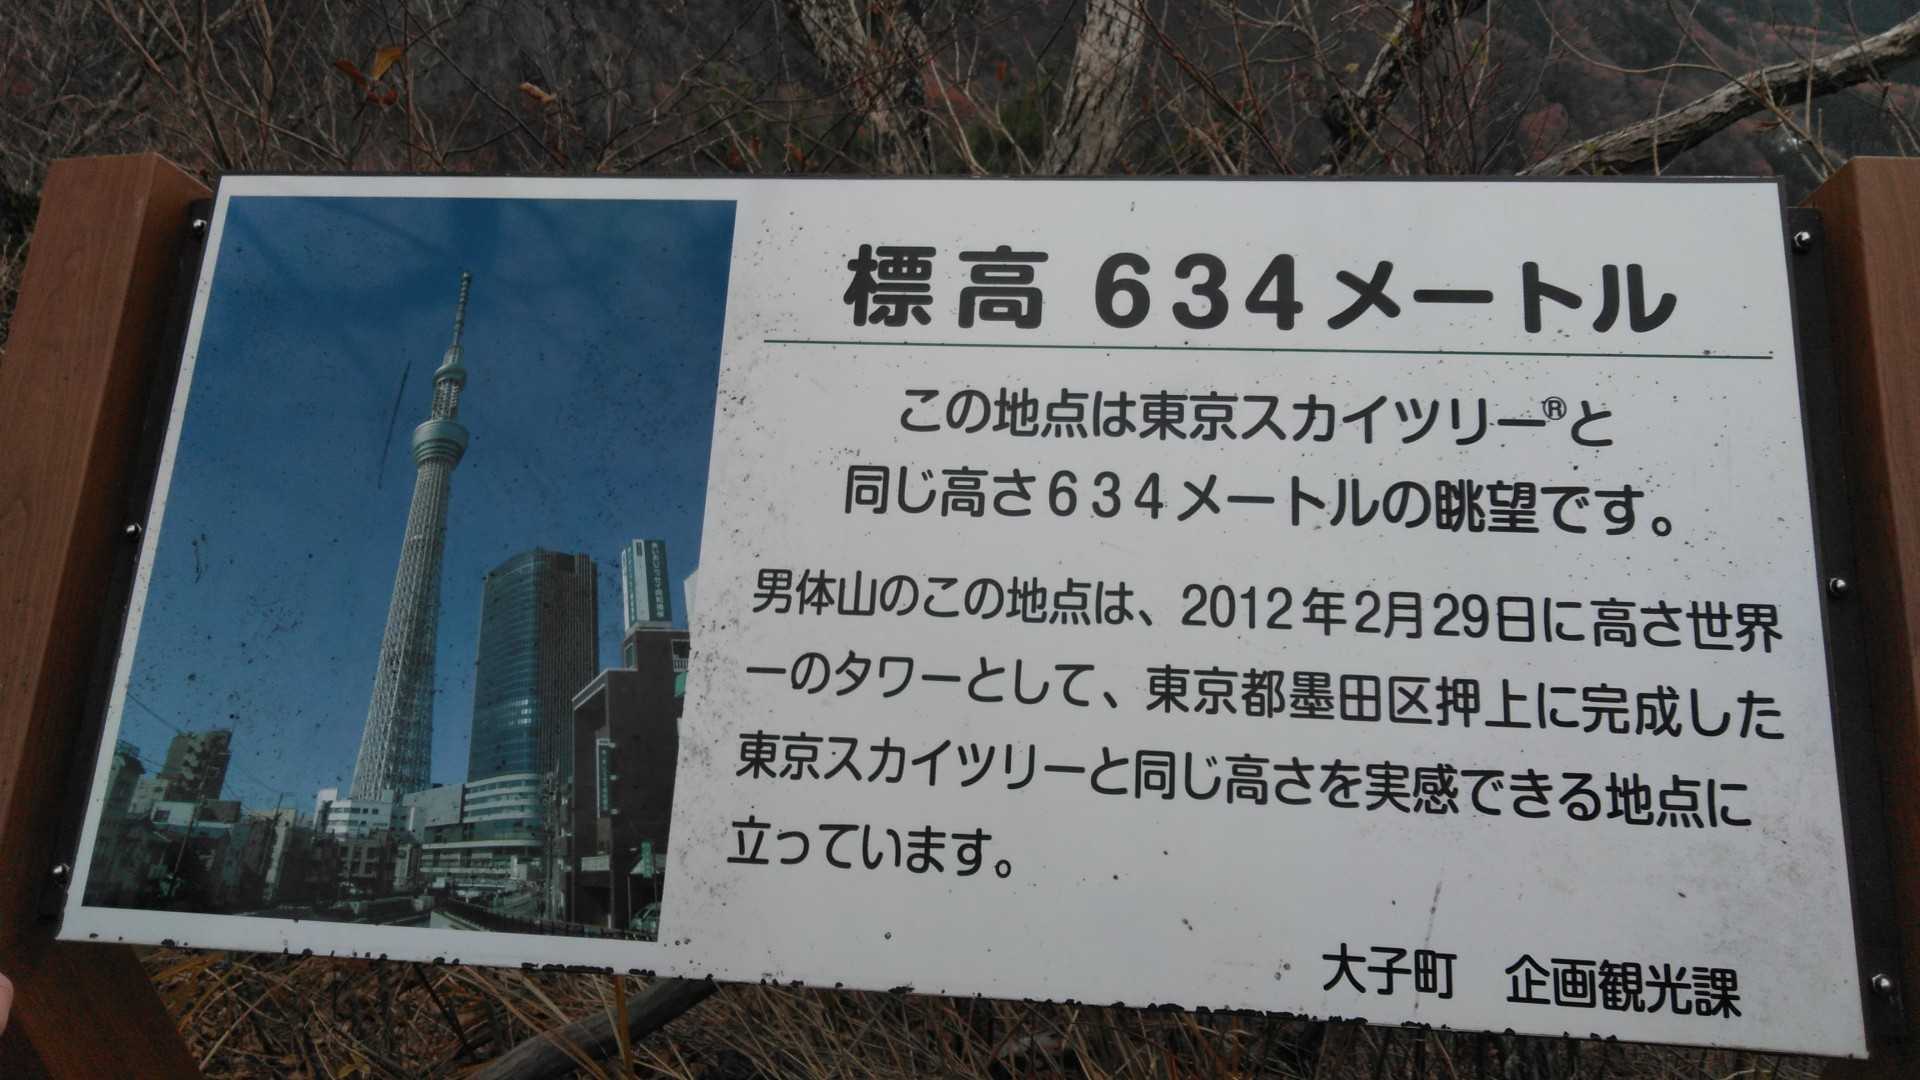 標高 634メートル
この地点は東京スカイツリー®と
同じ高さ634メートルの眺望です。
男体山のこの地点は、2012年2月29日に高さ世界
一のタワーとして、東京都墨田区押上に完成した
東京スカイツリーと同じ高さを実感できる地点に
立っています。
大子町　企画観光課